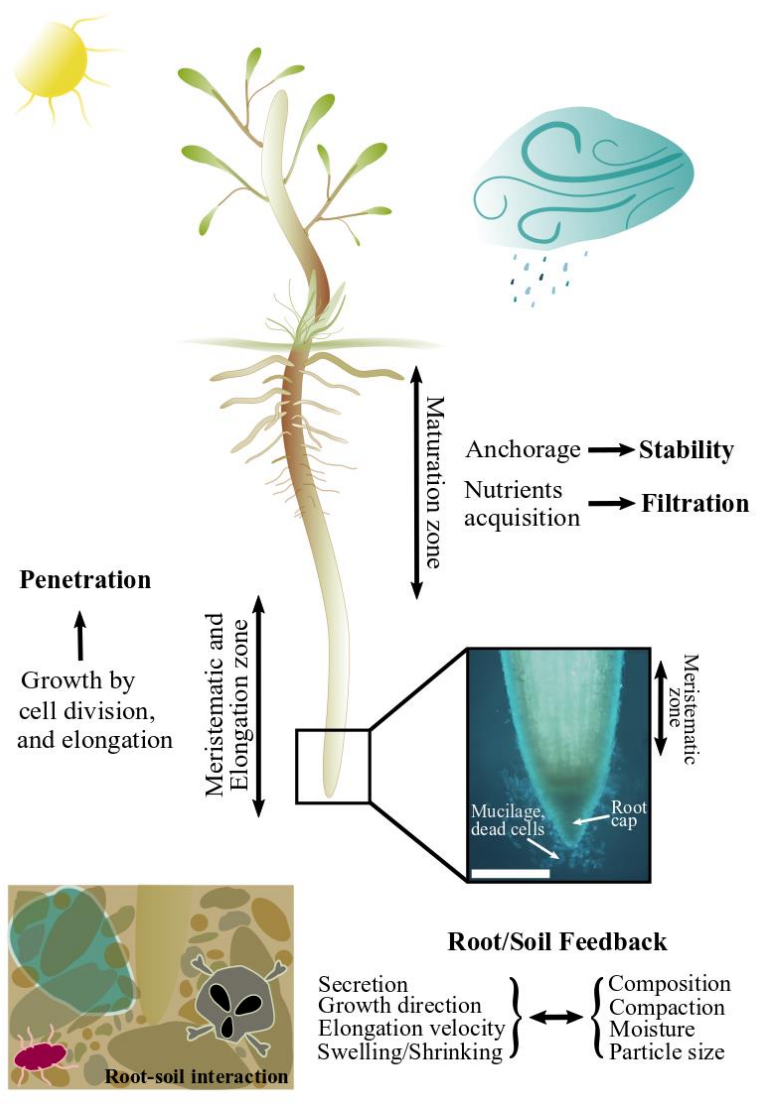 Maturation zone
Anchorage
Stability
Nutrients
acquisition
Filtration
Penetration
Growth by
cell division,
and elongation
Meristematic and
Elongation zone
Meristematic
zone
Mucilage,
dead cells
Root
cap
Root-soil interaction
Root/Soil Feedback
Secretion
Growth direction
Elongation velocity
Swelling/Shrinking
Composition
Compaction
Moisture
Particle size